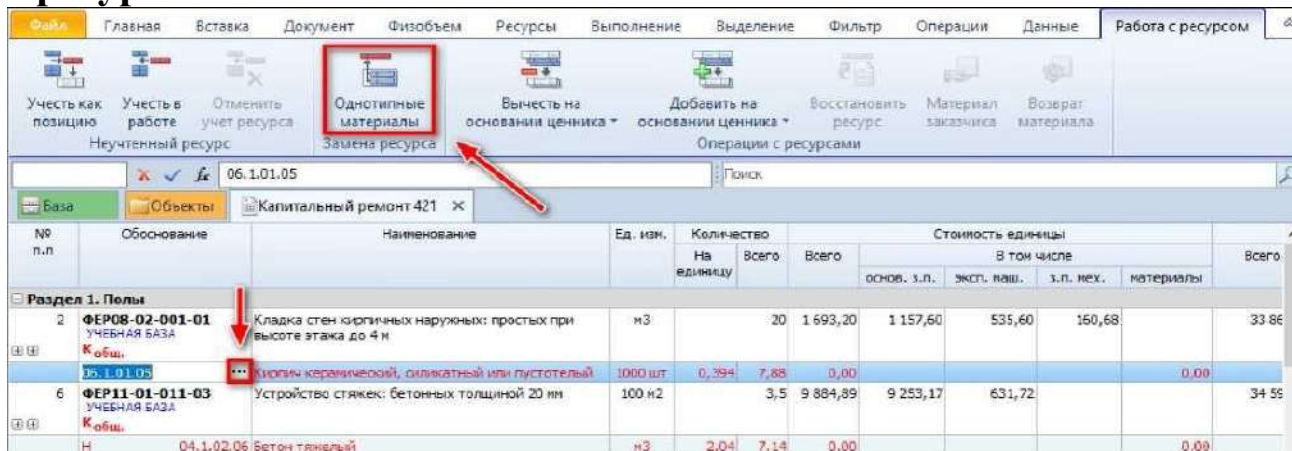 Файл Главная Вставка Документ Физобъем Ресурсы Выполнение Выделение Фильтр Операции Данные Работа с ресурсом
Учесть как позицию
Учесть в работе
Отменить учет ресурса
Однотипные материалы
Вычесть на основании ценника
Добавить на основании ценника
Восстановить ресурс
Материал заказчика
Возврат материала
Неучтенный ресурс Замена ресурса Операции с ресурсами
fx 06.1.01.05 Поиск
База Объекты Капитальный ремонт 421
№ п.п Обоснование Наименование Ед. изм. Количество Стоимость единицы
На единицу Всего Всего В том числе Всего
основ. з.п. эксп. маш. з.п. мех. материалы
Раздел 1. Полы
2 ФЕР08-02-001-01 Кладка стен кирпичных наружных: простых при м3 20 1 693,20 1 157,60 535,60 160,68 33 86
УЧЕБНАЯ БАЗА высоте этажа до 4 м
Kобщ.
06.1.01.05 ... Кирпич керамический, силикатный или пустотелый 1000 шт 0,394 7,88 0,00 0,00
6 ФЕР11-01-011-03 Устройство стяжек: бетонных толщиной 20 мм 100 м2 3,5 9 884,89 9 253,17 631,72 34 59
УЧЕБНАЯ БАЗА
Kобщ.
Н 04.1.02.06 Бетон тяжелый м3 2,04 7,14 0,00 0,00